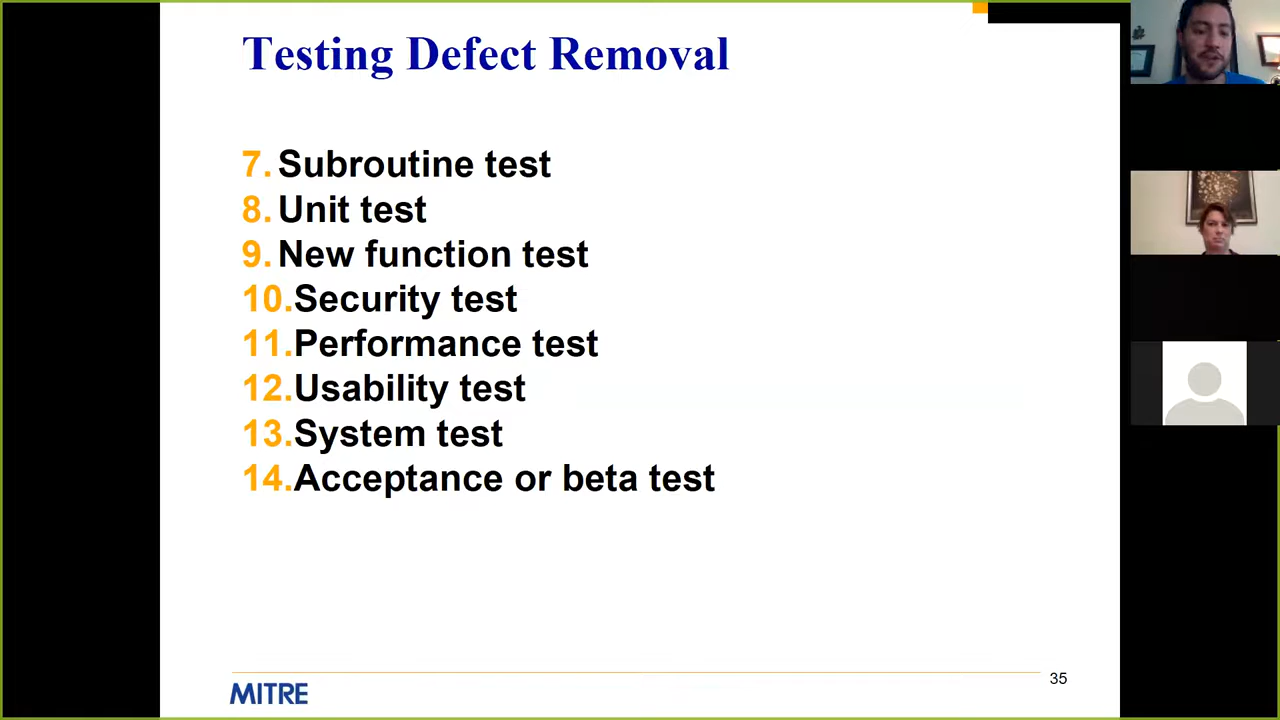 Testing Defect Removal
7. Subroutine test
8. Unit test
9. New function test
10.Security test
11.Performance test
12.Usability test
13.System test
14.Acceptance or beta test
MITRE
35